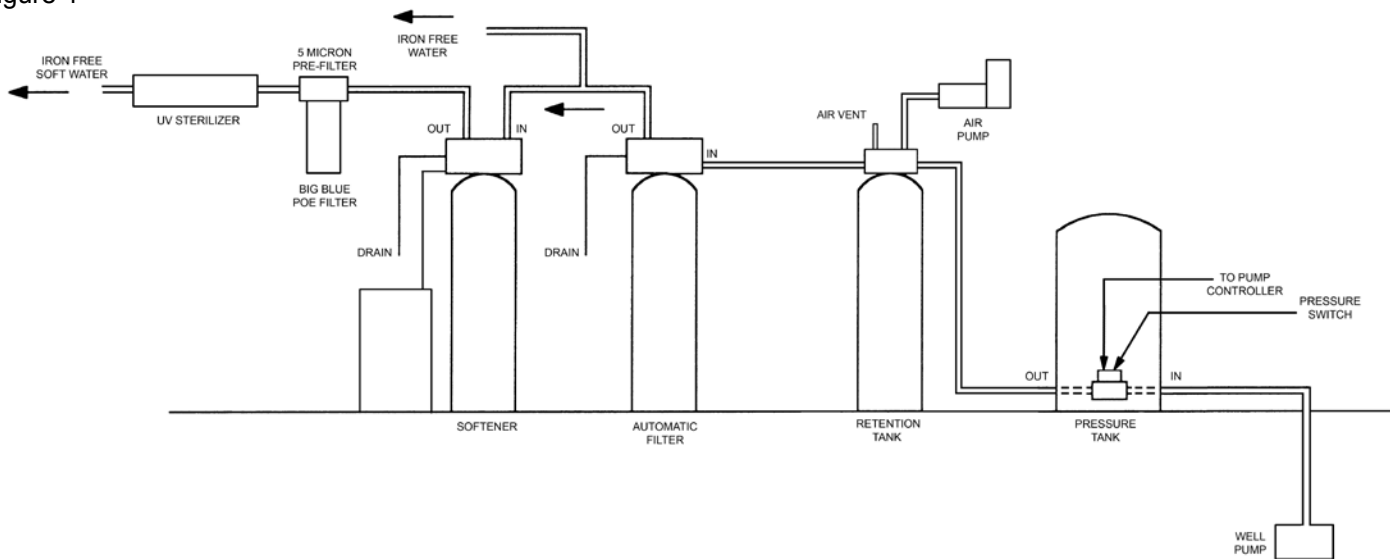 IRON FREE
WATER
5 MICRON
PRE-FILTER
IRON FREE
SOFT WATER
UV STERILIZER
BIG BLUE
POE FILTER
OUT
IN
DRAIN
SOFTENER
OUT
IN
DRAIN
AUTOMATIC
FILTER
AIR VENT
AIR
PUMP
RETENTION
TANK
TO PUMP
CONTROLLER
PRESSURE
SWITCH
OUT
IN
PRESSURE
TANK
WELL
PUMP